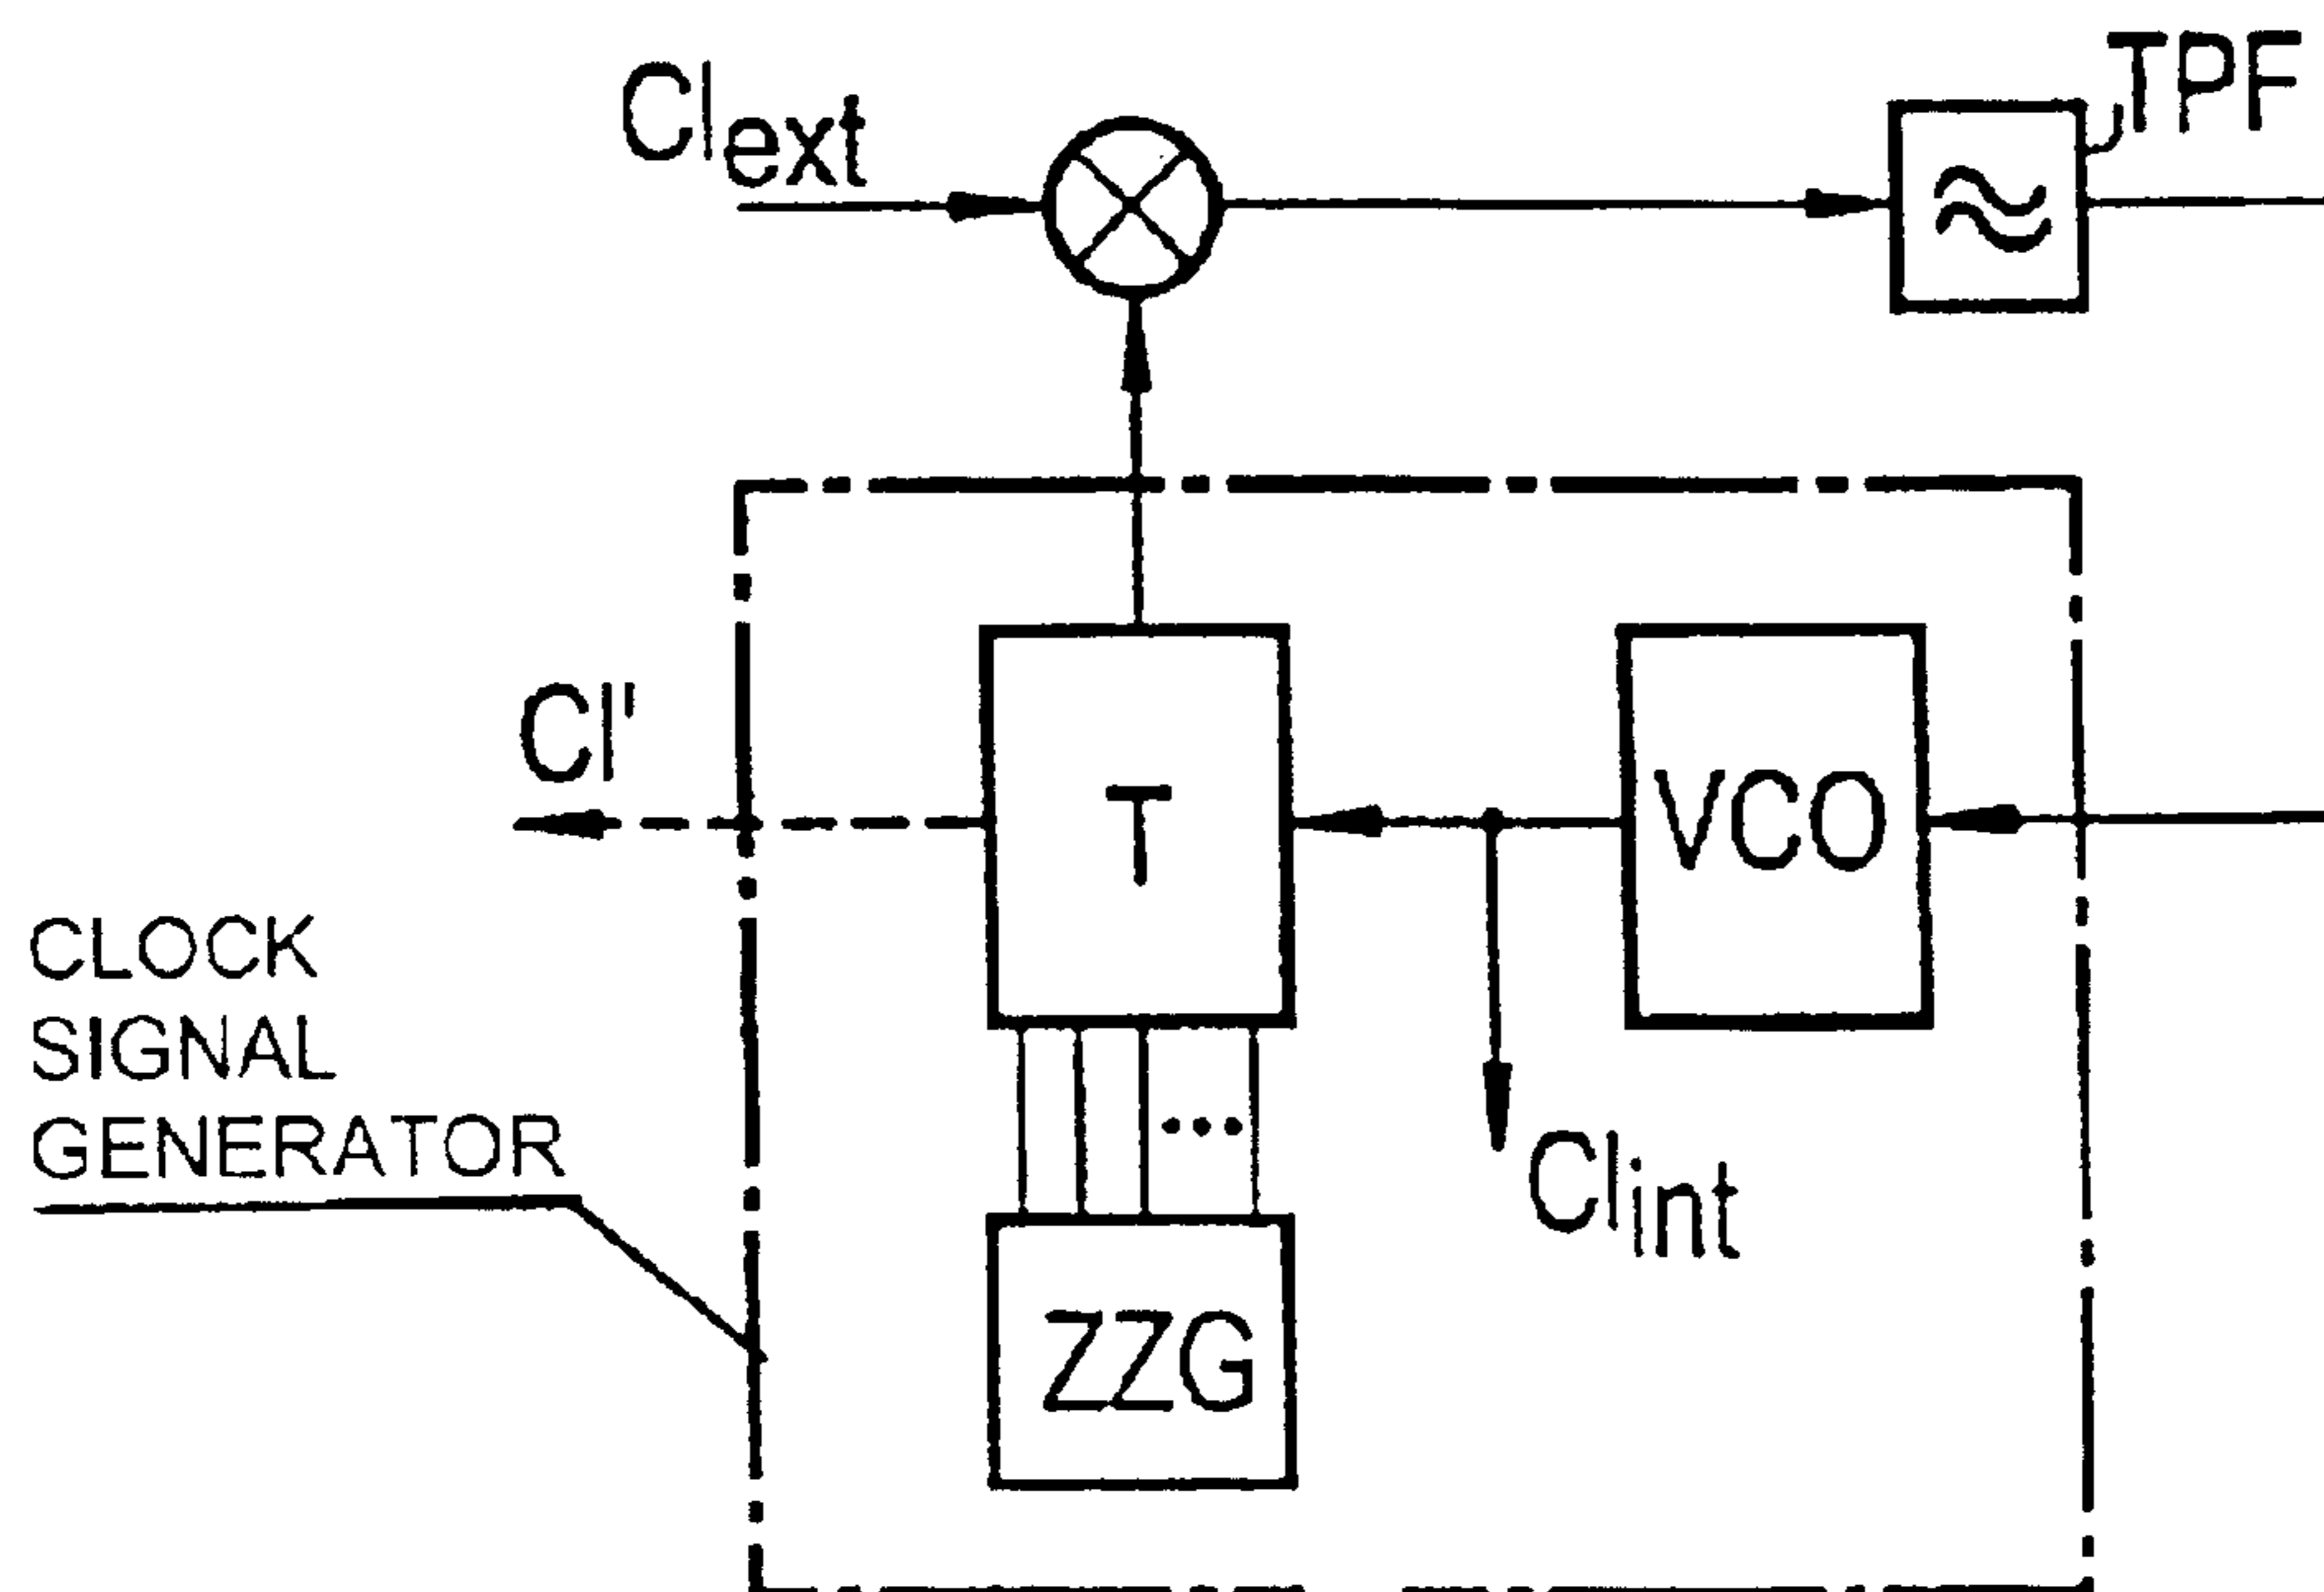 TPF
Clext
Cl'
T
VCO
CLOCK
SIGNAL
GENERATOR
Clint
ZZG